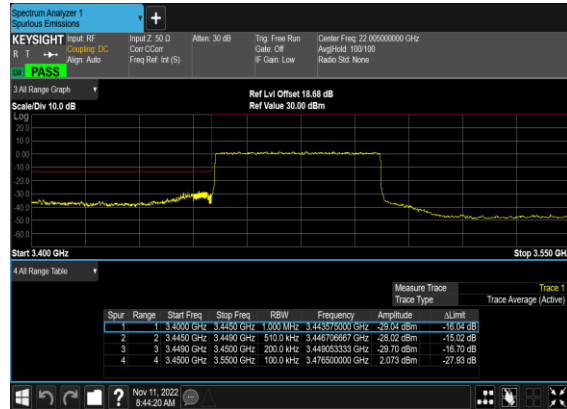 Spectrum Analyzer 1
Spurious Emissions
+
KEYSIGHT Input: RF Input Z: 50 Ω Atten: 30 dB Trig: Free Run Center Freq: 22.005000000 GHz
R T Coupling: DC Corr CCorr Gate: Off Avg|Hold: 100/100
Align: Auto Freq Ref: Int (S) IF Gain: Low Radio Std: None
PASS
3 All Range Graph
Ref Lvl Offset 18.68 dB
Scale/Div 10.0 dB Ref Value 30.00 dBm
Log
20.0
10.0
0.00
-10.0
-20.0
-30.0
-40.0
-50.0
-60.0
Start 3.400 GHz Stop 3.550 GHz
4 All Range Table
Measure Trace Trace 1
Trace Type Trace Average (Active)
Spur Range Start Freq Stop Freq RBW Frequency Amplitude ΔLimit
1 1 3.4000 GHz 3.4450 GHz 1.000 MHz 3.443575000 GHz -29.04 dBm -16.04 dB
2 2 3.4450 GHz 3.4490 GHz 510.0 kHz 3.446706667 GHz -28.02 dBm -15.02 dB
3 3 3.4490 GHz 3.4500 GHz 200.0 kHz 3.449053333 GHz -29.70 dBm -16.70 dB
4 4 3.4500 GHz 3.5500 GHz 100.0 kHz 3.476500000 GHz 2.073 dBm -27.93 dB
? Nov 11, 2022
8:44:20 AM